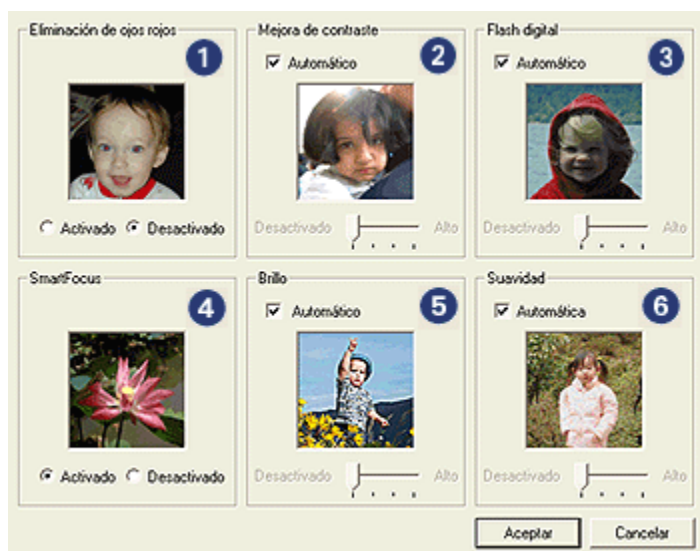 Eliminación de ojos rojos
1
Activado Desactivado
Mejora de contraste
2
Automático
Desactivado Alto
Flash digital
3
Automático
Desactivado Alto
SmartFocus
4
Activado Desactivado
Brillo
5
Automático
Desactivado Alto
Suavidad
6
Automática
Desactivado Alto
Aceptar Cancelar